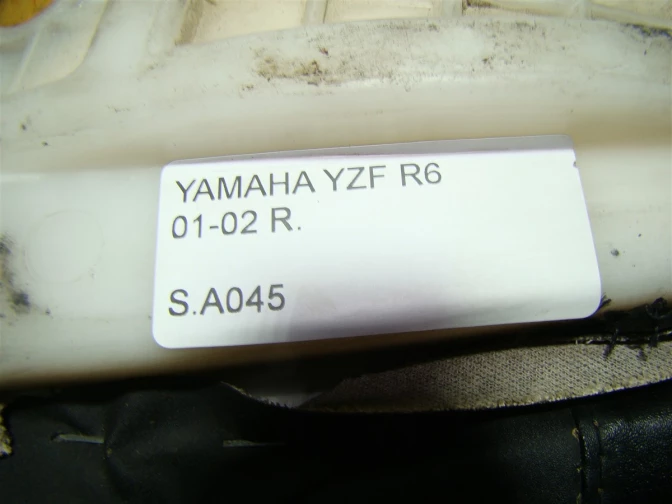 YAMAHA YZF R6
01-02 R.
S.A045